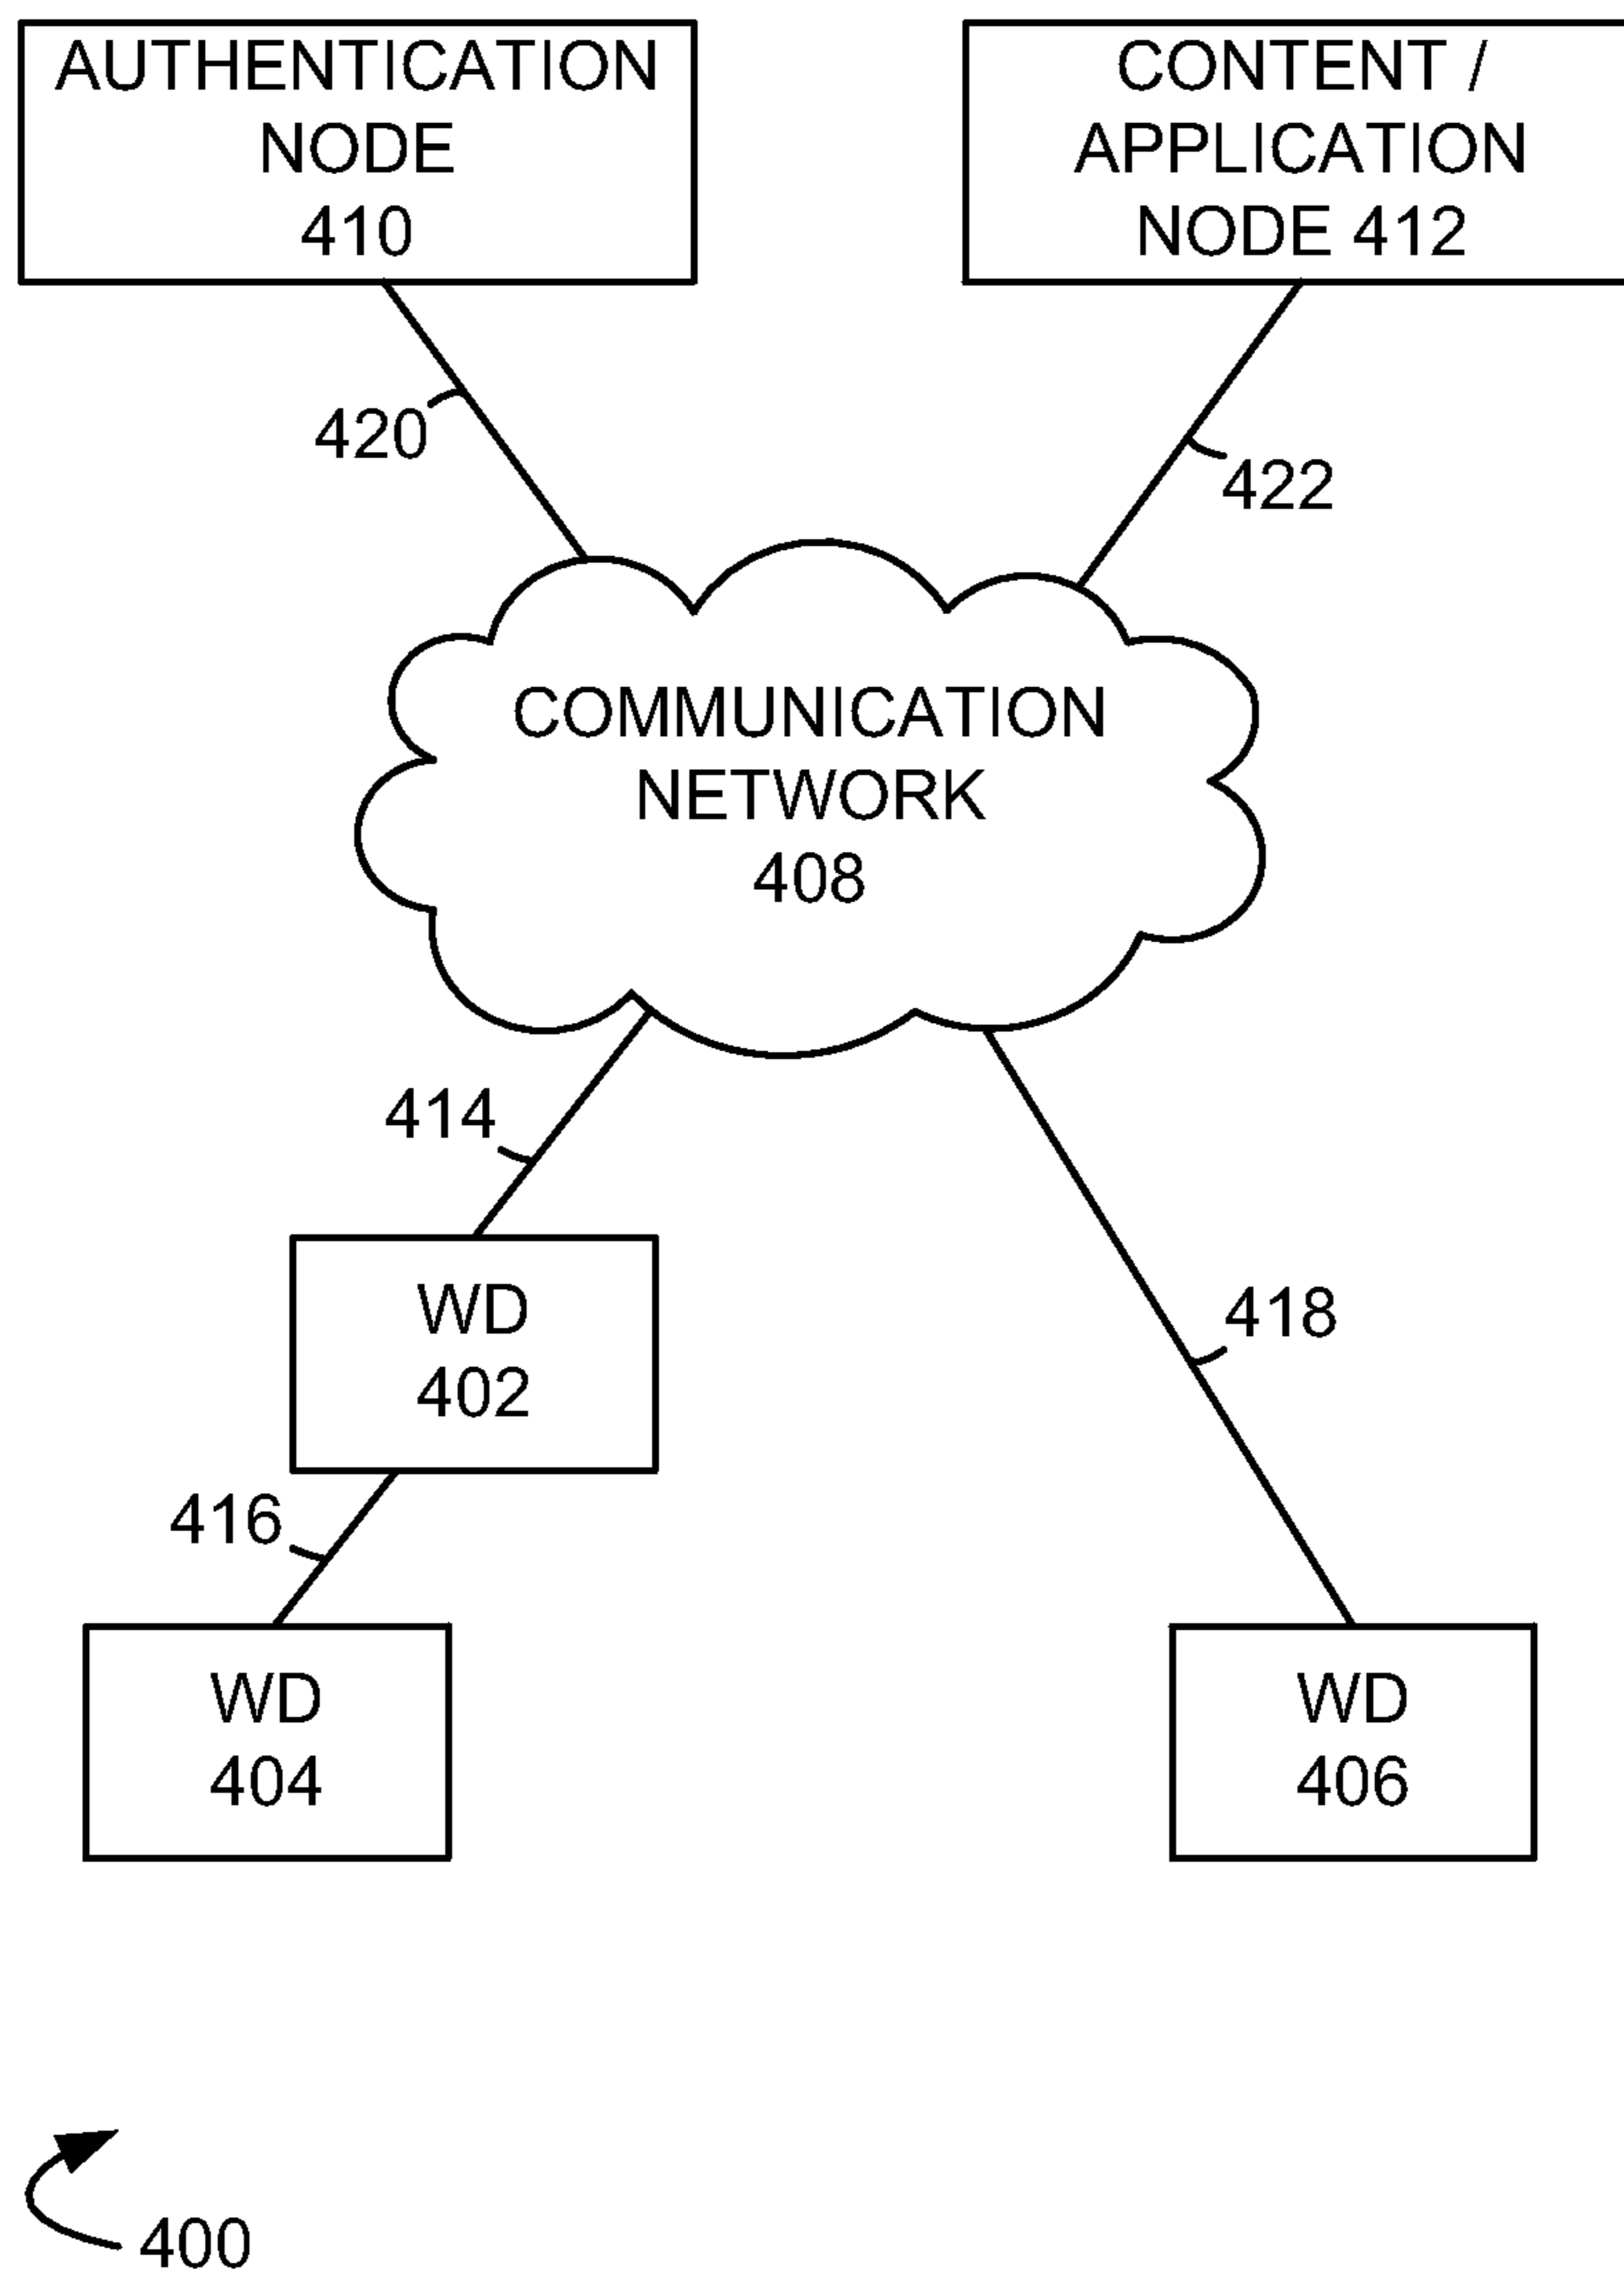 AUTHENTICATION
NODE
410
CONTENT /
APPLICATION
NODE 412
420
422
COMMUNICATION
NETWORK
408
414
WD
402
418
416
WD
404
WD
406
400